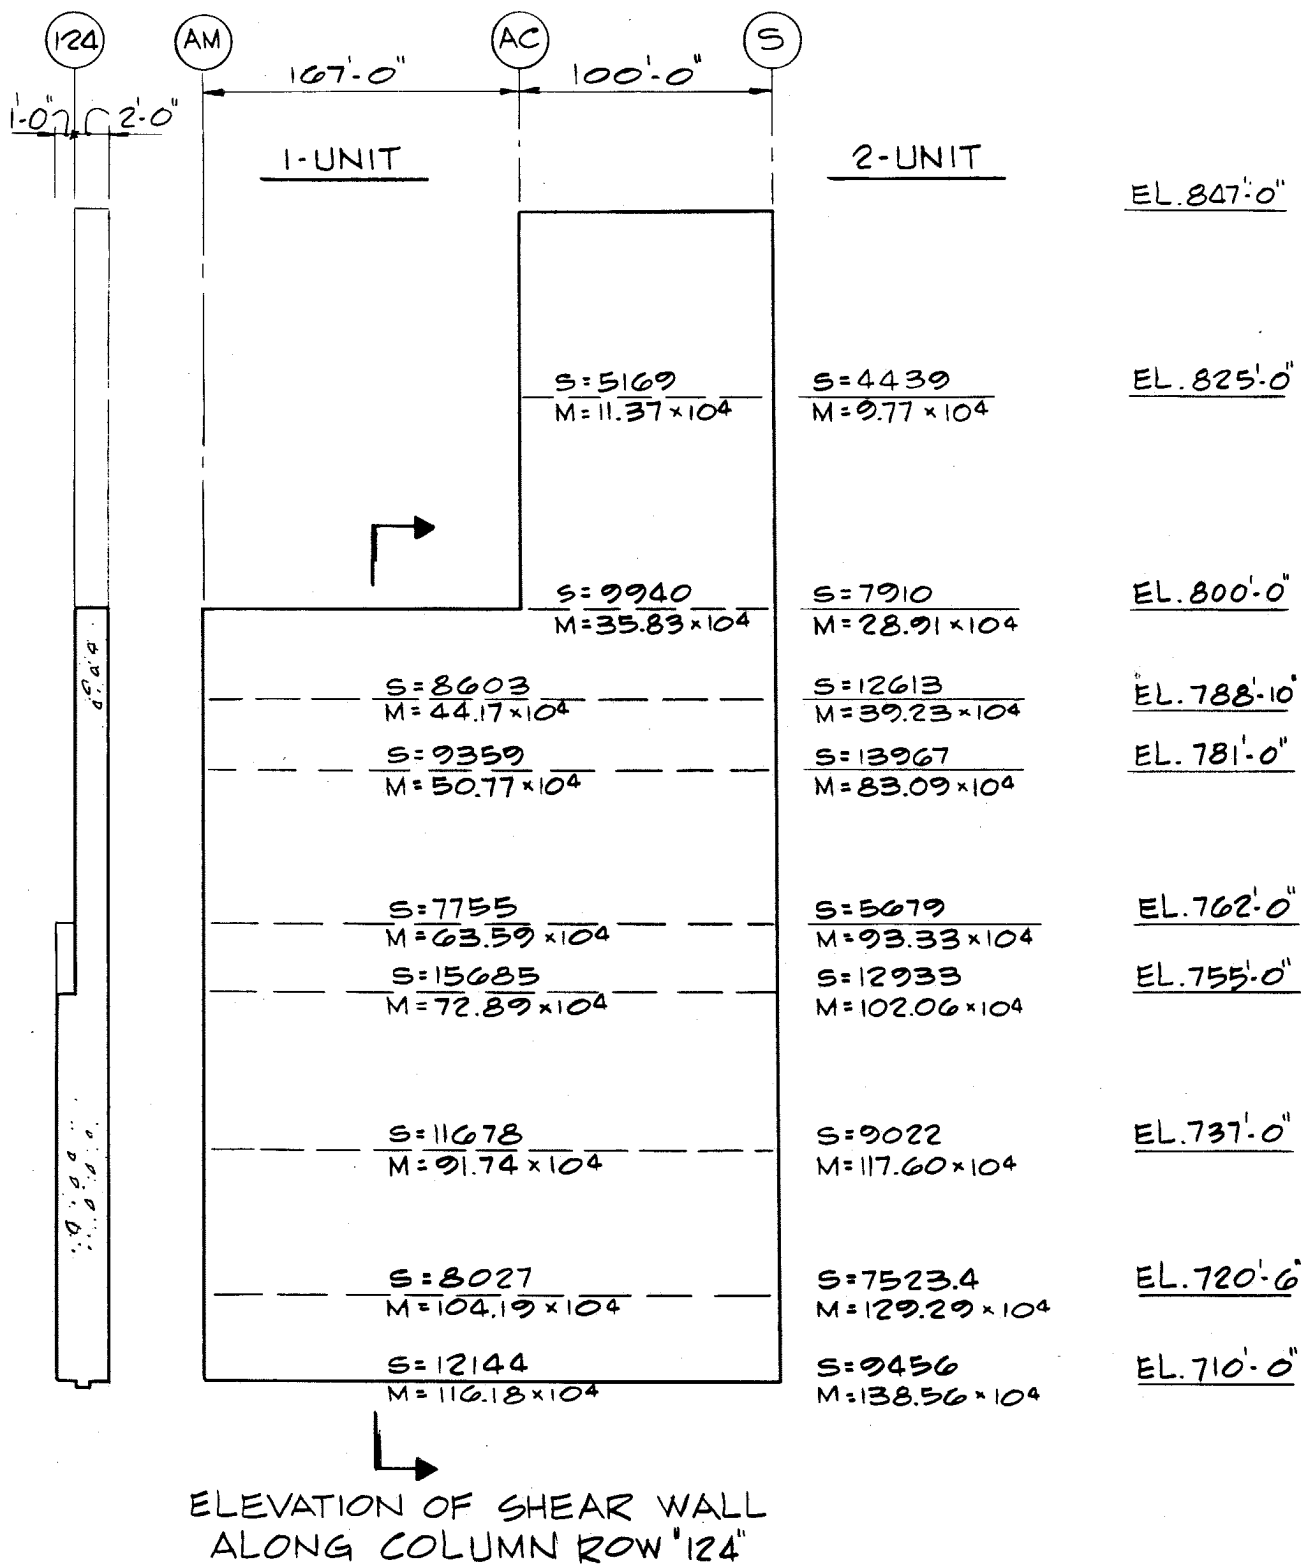 124 AM AC S
167'-0" 100'-0"
1'-0" 2'-0"
1-UNIT 2-UNIT
EL. 847'-0"
S=5169 S=4439 EL. 825'-0"
M=11.37×10⁴ M=9.77×10⁴
S=9940 S=7910 EL. 800'-0"
M=35.83×10⁴ M=28.91×10⁴
S=8603 S=12613 EL. 788'-10"
M=44.17×10⁴ M=39.23×10⁴
S=9359 S=13967 EL. 781'-0"
M=50.77×10⁴ M=83.09×10⁴
S=7755 S=5679 EL. 762'-0"
M=63.59×10⁴ M=93.33×10⁴
S=15685 S=12933 EL. 755'-0"
M=72.89×10⁴ M=102.06×10⁴
S=11678 S=9022 EL. 737'-0"
M=91.74×10⁴ M=117.60×10⁴
S=8027 S=7523.4 EL. 720'-6"
M=104.19×10⁴ M=129.29×10⁴
S=12144 S=9456 EL. 710'-0"
M=116.18×10⁴ M=138.56×10⁴
ELEVATION OF SHEAR WALL
ALONG COLUMN ROW "124"